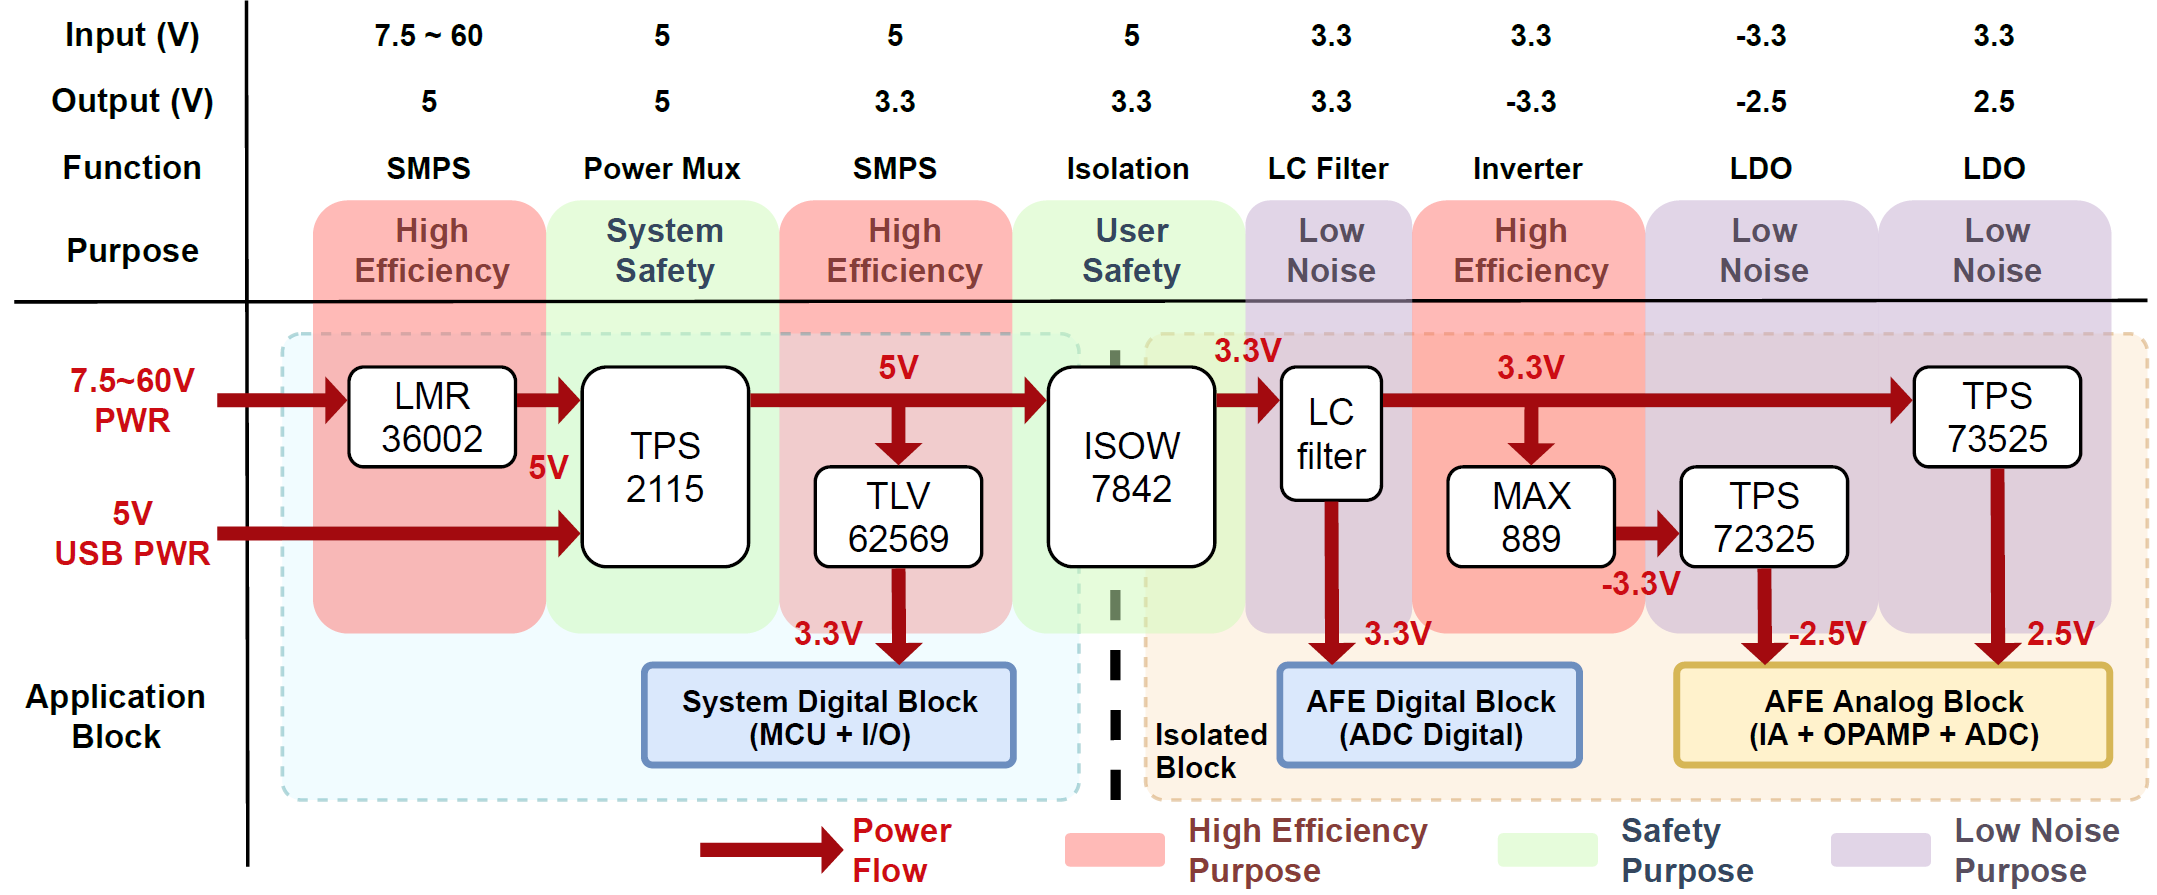 Input (V) 7.5 ~ 60 5 5 5 3.3 3.3 -3.3 3.3
Output (V) 5 5 3.3 3.3 3.3 -3.3 -2.5 2.5
Function SMPS Power Mux SMPS Isolation LC Filter Inverter LDO LDO
Purpose
High
Efficiency
System
Safety
High
Efficiency
User
Safety
Low
Noise
High
Efficiency
Low
Noise
Low
Noise
7.5~60V
PWR
5V
USB PWR
LMR
36002
5V
TPS
2115
5V
TLV
62569
3.3V
ISOW
7842
3.3V
LC
filter
3.3V
3.3V
MAX
889
-3.3V
TPS
72325
-2.5V
TPS
73525
2.5V
Application
Block
System Digital Block
(MCU + I/O)
Isolated
Block
AFE Digital Block
(ADC Digital)
AFE Analog Block
(IA + OPAMP + ADC)
Power
Flow
High Efficiency
Purpose
Safety
Purpose
Low Noise
Purpose